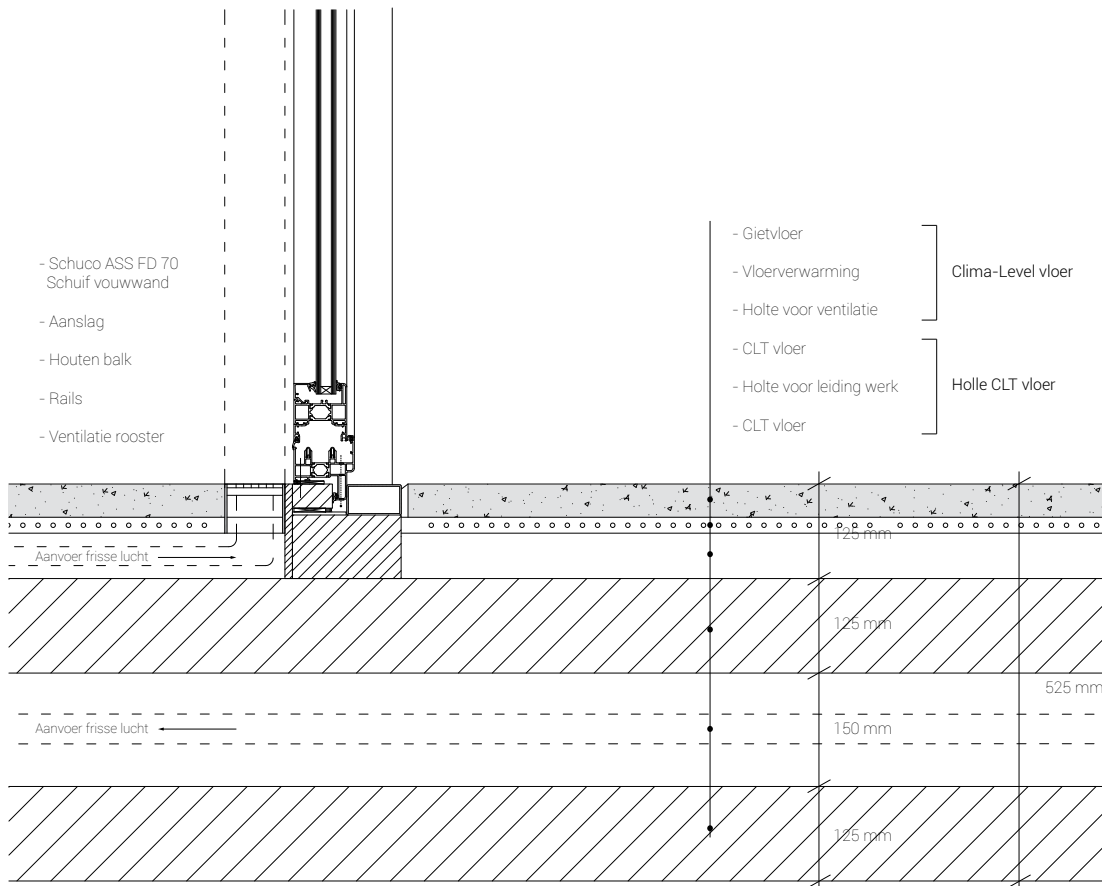 - Schuco ASS FD 70
Schuif vouwwand
- Aanslag
- Houten balk
- Rails
- Ventilatie rooster
- Gietvloer
- Vloerverwarming
- Holte voor ventilatie
Clima-Level vloer
- CLT vloer
- Holte voor leiding werk
- CLT vloer
Holle CLT vloer
Aanvoer frisse lucht
125 mm
125 mm
525 mm
Aanvoer frisse lucht
150 mm
125 mm